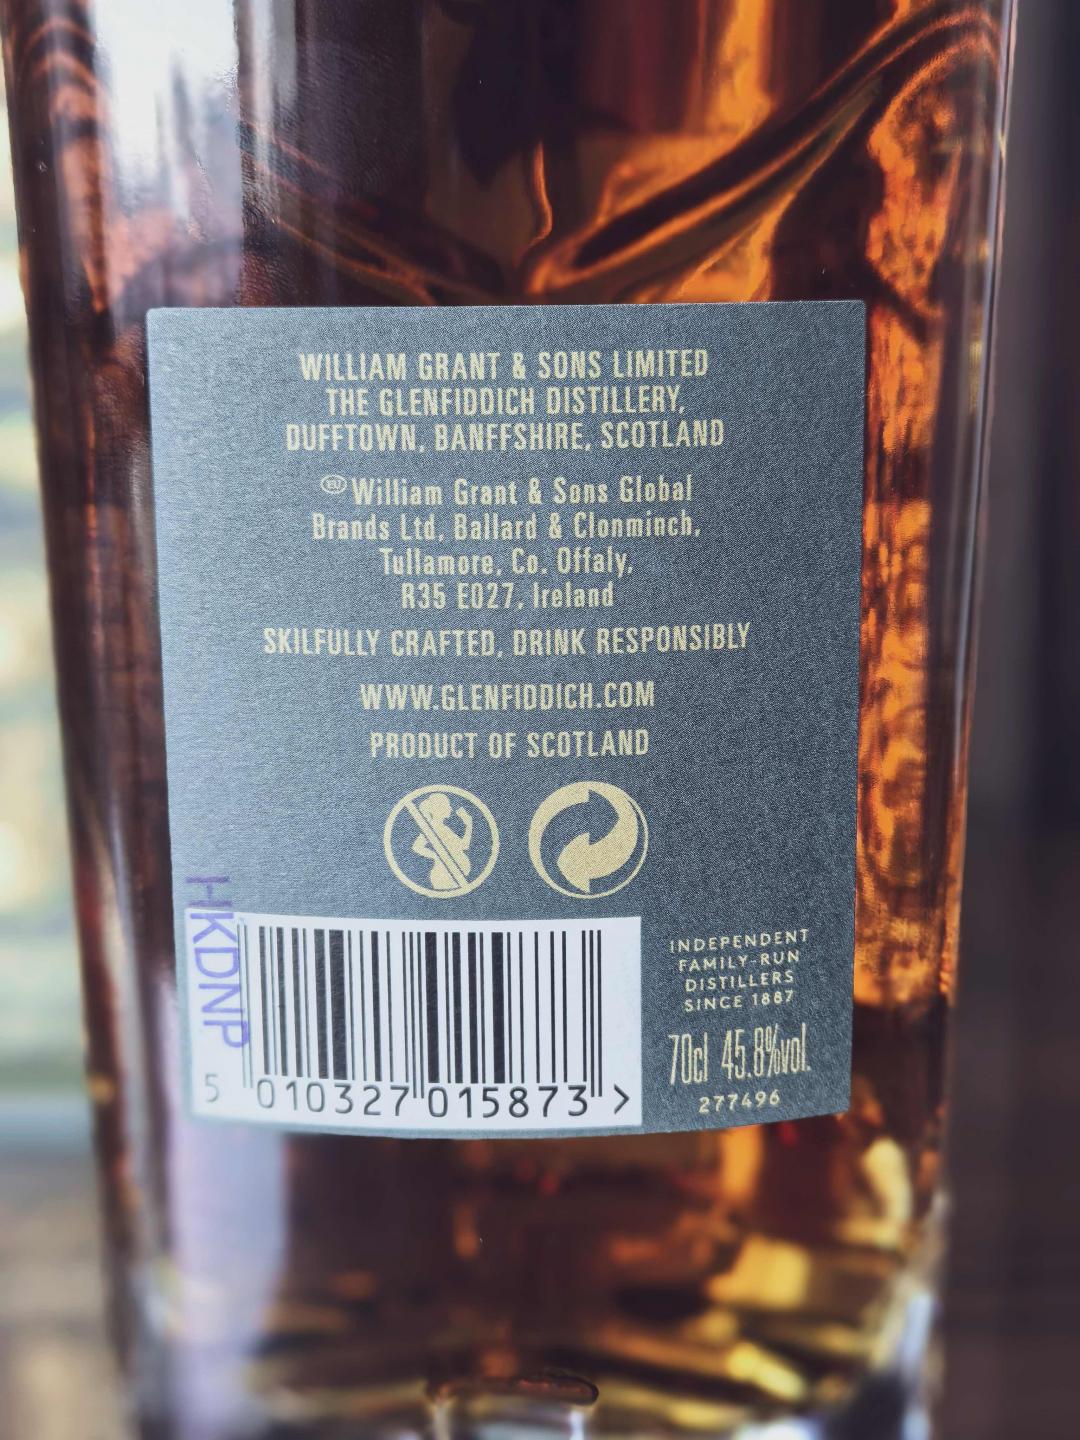 WILLIAM GRANT & SONS LIMITED
THE GLENFIDDICH DISTILLERY,
DUFFTOWN, BANFFSHIRE, SCOTLAND
EU William Grant & Sons Global
Brands Ltd, Ballard & Clonminch,
Tullamore, Co. Offaly,
R35 E027, Ireland
SKILFULLY CRAFTED, DRINK RESPONSIBLY
WWW.GLENFIDDICH.COM
PRODUCT OF SCOTLAND
HKDNP
5 010327 015873 >
INDEPENDENT
FAMILY-RUN
DISTILLERS
SINCE 1887
70cl 45.8%vol.
277496